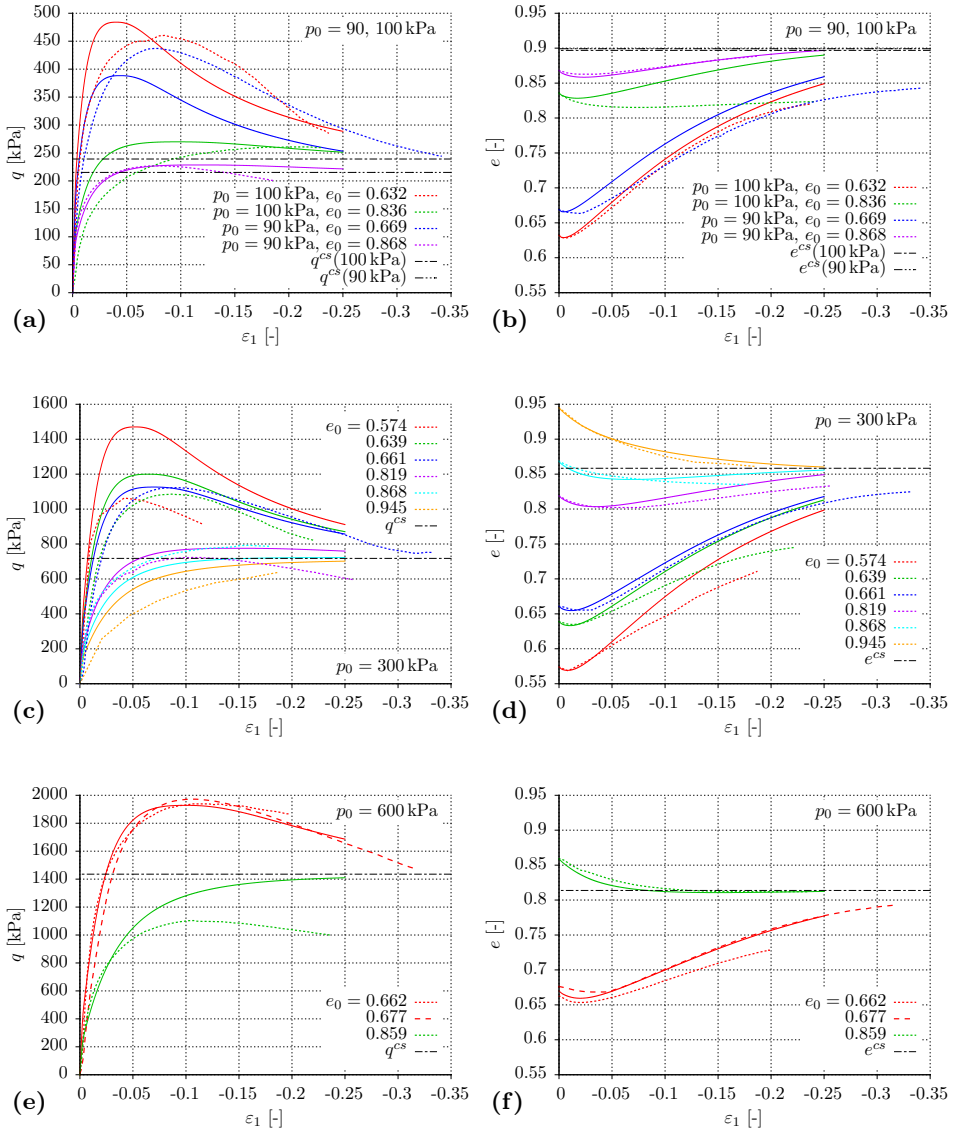 500
450
400
350
300
250
200
150
100
50
0
q [kPa]
p₀ = 90, 100 kPa
p₀ = 100 kPa, e₀ = 0.632
p₀ = 100 kPa, e₀ = 0.836
p₀ = 90 kPa, e₀ = 0.669
p₀ = 90 kPa, e₀ = 0.868
q^cs(100 kPa)
q^cs(90 kPa)
0 -0.05 -0.1 -0.15 -0.2 -0.25 -0.3 -0.35
(a)
ε₁ [-]
0.95
0.9
0.85
0.8
0.75
0.7
0.65
0.6
0.55
e [-]
p₀ = 90, 100 kPa
p₀ = 100 kPa, e₀ = 0.632
p₀ = 100 kPa, e₀ = 0.836
p₀ = 90 kPa, e₀ = 0.669
p₀ = 90 kPa, e₀ = 0.868
e^cs(100 kPa)
e^cs(90 kPa)
0 -0.05 -0.1 -0.15 -0.2 -0.25 -0.3 -0.35
(b)
ε₁ [-]
1600
1400
1200
1000
800
600
400
200
0
q [kPa]
e₀ = 0.574
0.639
0.661
0.819
0.868
0.945
q^cs
p₀ = 300 kPa
0 -0.05 -0.1 -0.15 -0.2 -0.25 -0.3 -0.35
(c)
ε₁ [-]
0.95
0.9
0.85
0.8
0.75
0.7
0.65
0.6
0.55
e [-]
p₀ = 300 kPa
e₀ = 0.574
0.639
0.661
0.819
0.868
0.945
e^cs
0 -0.05 -0.1 -0.15 -0.2 -0.25 -0.3 -0.35
(d)
ε₁ [-]
2000
1800
1600
1400
1200
1000
800
600
400
200
0
q [kPa]
p₀ = 600 kPa
e₀ = 0.662
0.677
0.859
q^cs
0 -0.05 -0.1 -0.15 -0.2 -0.25 -0.3 -0.35
(e)
ε₁ [-]
0.95
0.9
0.85
0.8
0.75
0.7
0.65
0.6
0.55
e [-]
p₀ = 600 kPa
e₀ = 0.662
0.677
0.859
e^cs
0 -0.05 -0.1 -0.15 -0.2 -0.25 -0.3 -0.35
(f)
ε₁ [-]